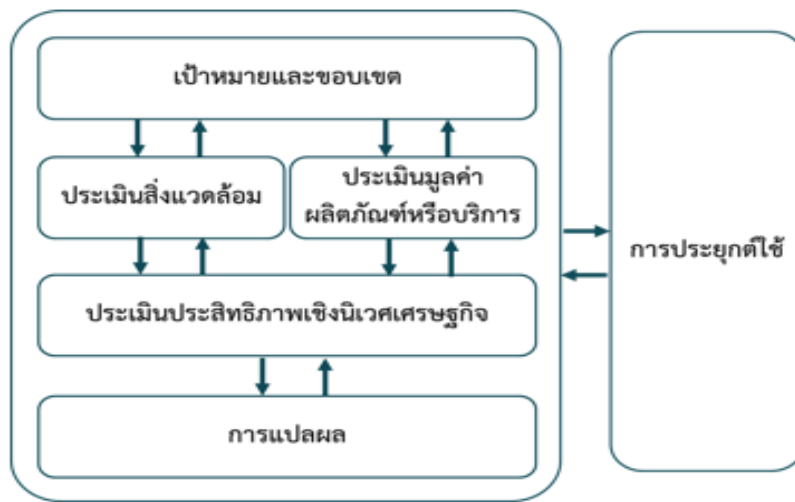 เป้าหมายและขอบเขต
ประเมินสิ่งแวดล้อม
ประเมินมูลค่า
ผลิตภัณฑ์หรือบริการ
ประเมินประสิทธิภาพเชิงนิเวศเศรษฐกิจ
การแปลผล
การประยุกต์ใช้